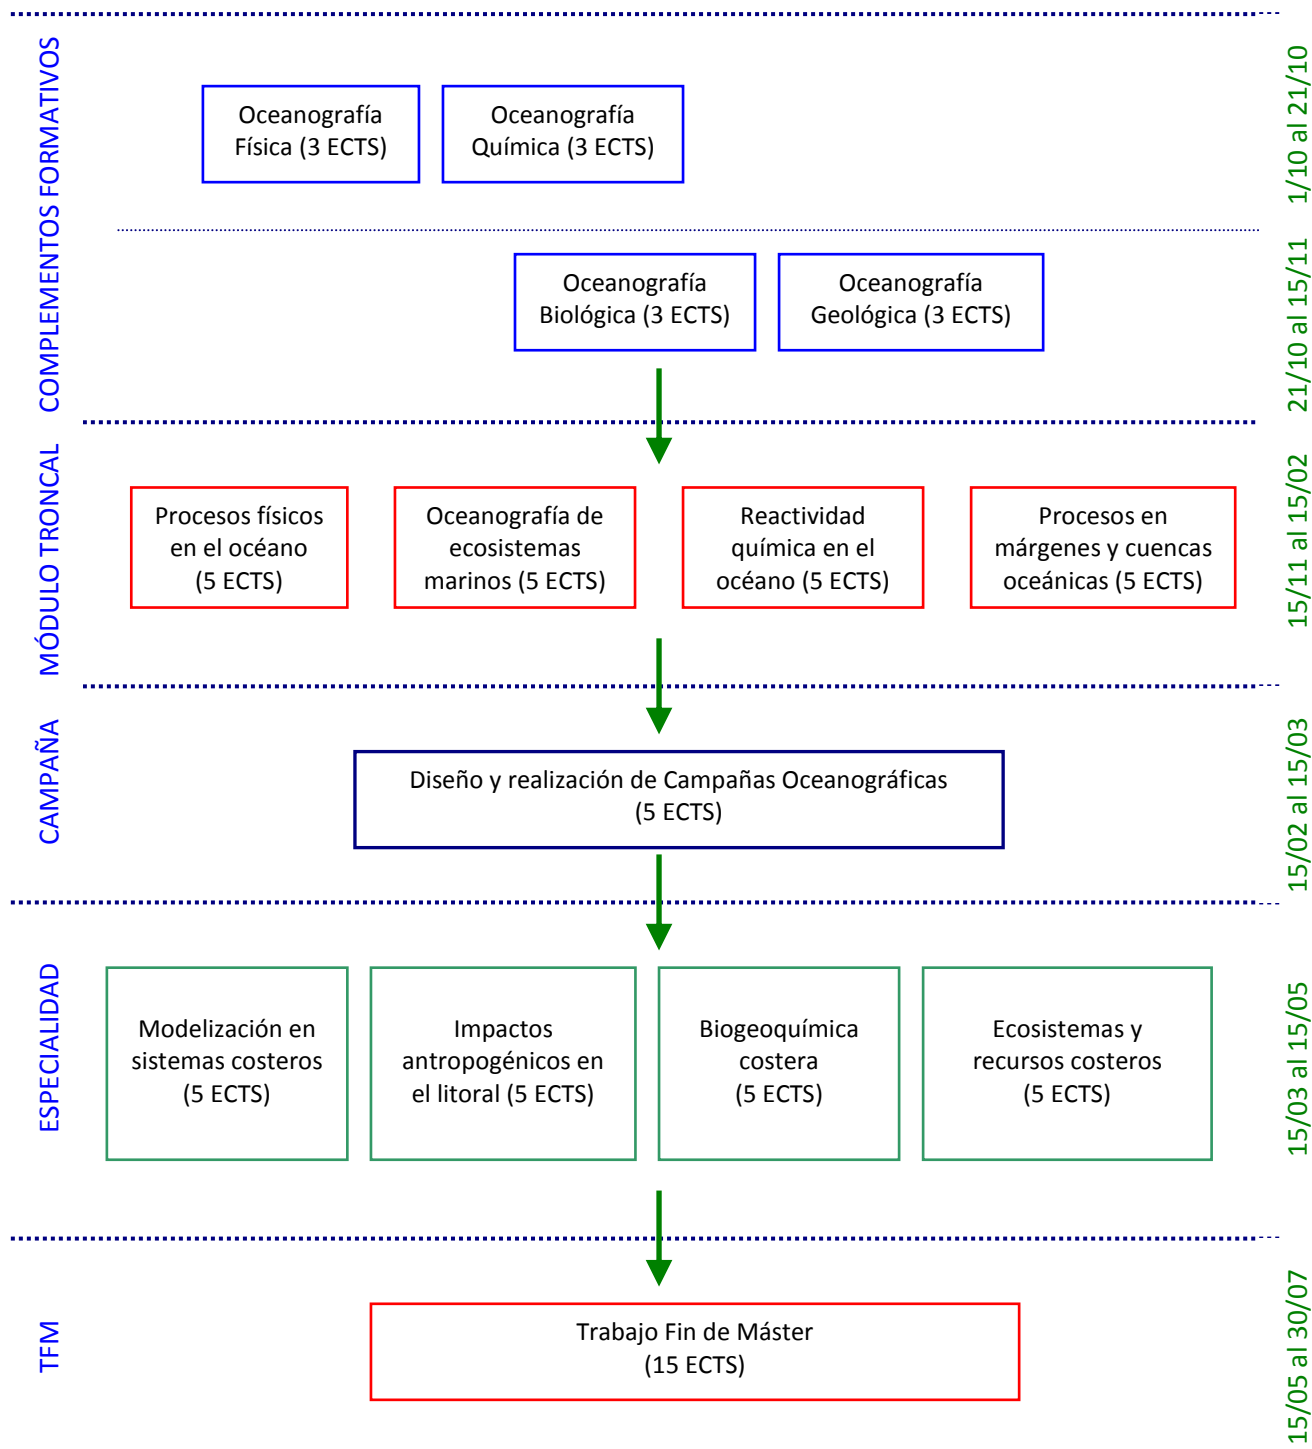 COMPLEMENTOS FORMATIVOS
1/10 al 21/10
Oceanografía
Física (3 ECTS)
Oceanografía
Química (3 ECTS)
21/10 al 15/11
Oceanografía
Biológica (3 ECTS)
Oceanografía
Geológica (3 ECTS)
MÓDULO TRONCAL
15/11 al 15/02
Procesos físicos
en el océano
(5 ECTS)
Oceanografía de
ecosistemas
marinos (5 ECTS)
Reactividad
química en el
océano (5 ECTS)
Procesos en
márgenes y cuencas
oceánicas (5 ECTS)
CAMPAÑA
15/02 al 15/03
Diseño y realización de Campañas Oceanográficas
(5 ECTS)
ESPECIALIDAD
15/03 al 15/05
Modelización en
sistemas costeros
(5 ECTS)
Impactos
antropogénicos en
el litoral (5 ECTS)
Biogeoquímica
costera
(5 ECTS)
Ecosistemas y
recursos costeros
(5 ECTS)
TFM
15/05 al 30/07
Trabajo Fin de Máster
(15 ECTS)